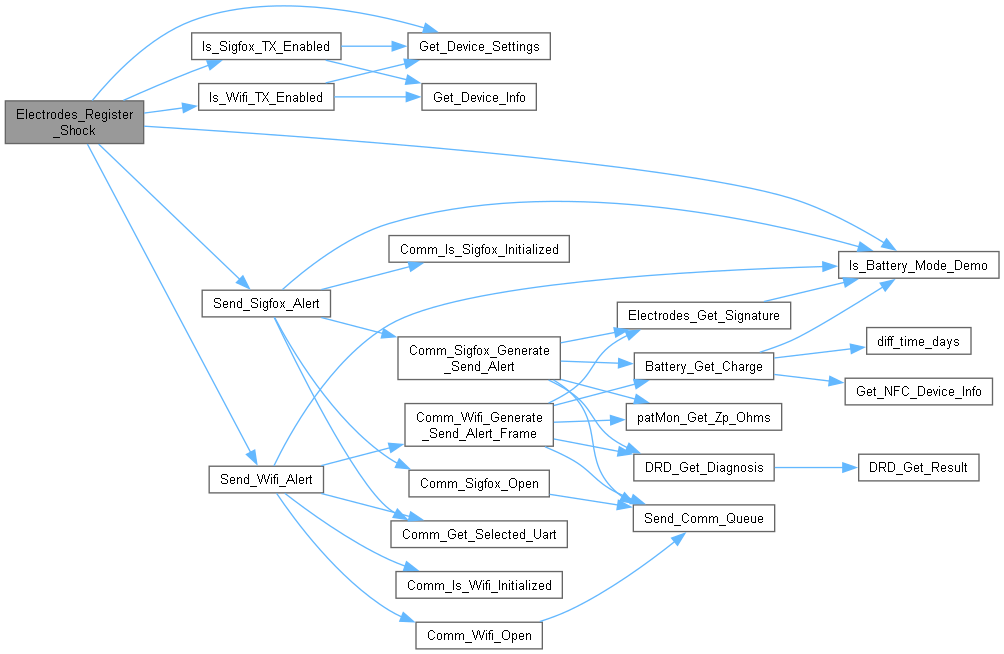 Electrodes_Register
_Shock
Is_Sigfox_TX_Enabled
Is_Wifi_TX_Enabled
Get_Device_Settings
Get_Device_Info
Send_Sigfox_Alert
Send_Wifi_Alert
Comm_Is_Sigfox_Initialized
Comm_Sigfox_Generate
_Send_Alert
Comm_Wifi_Generate
_Send_Alert_Frame
Comm_Sigfox_Open
Comm_Get_Selected_Uart
Comm_Is_Wifi_Initialized
Comm_Wifi_Open
Electrodes_Get_Signature
Battery_Get_Charge
patMon_Get_Zp_Ohms
DRD_Get_Diagnosis
Send_Comm_Queue
Is_Battery_Mode_Demo
diff_time_days
Get_NFC_Device_Info
DRD_Get_Result